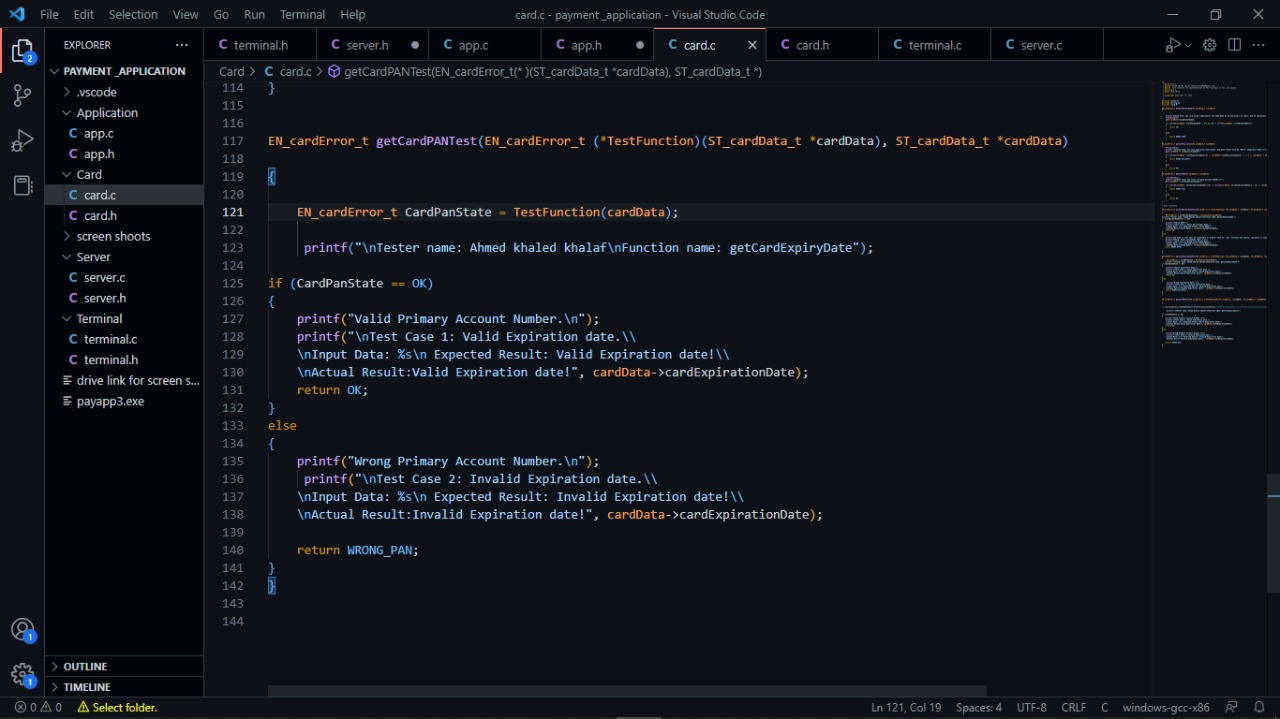 File Edit Selection View Go Run Terminal Help
card.c - payment _application - Visual Studio Code
EXPLORER
terminal.h
server.h
app.c
app.h
card.c
card.h
terminal.c
server.c
Card > C card.c > getCardPANTest(EN_cardError_t(* )(ST_cardData_t *cardData), ST_cardData_t *)
PAYMENT _APPLICATION
.vscode
Application
C app.c
C app.h
Card
C card.c
C card.h
screen shoots
Server
C server.c
C server.h
Terminal
C terminal.c
C terminal.h
drive link for screen s...
payapp3.exe
OUTLINE
TIMELINE
114 }
115
116
117 EN_cardError_t getCardPANTest(EN_cardError_t (*TestFunction)(ST_cardData_t *cardData), ST_cardData_t *cardData)
118
119 {
120
121 EN_cardError_t CardPanState = TestFunction(cardData);
122
123 printf("\nTester name: Ahmed khaled khalaf\nFunction name: getCardExpiryDate");
124
125 if (CardPanState == OK)
126 {
127 printf("Valid Primary Account Number.\n");
128 printf("\nTest Case 1: Valid Expiration date.\\
129 \nInput Data: %s\n Expected Result: Valid Expiration date!\\
130 \nActual Result:Valid Expiration date!", cardData->cardExpirationDate);
131 return OK;
132 }
133 else
134 {
135 printf("Wrong Primary Account Number.\n");
136 printf("\nTest Case 2: Invalid Expiration date.\\
137 \nInput Data: %s\n Expected Result: Invalid Expiration date!\\
138 \nActual Result:Invalid Expiration date!", cardData->cardExpirationDate);
139
140 return WRONG_PAN;
141 }
142 }
143
144
0 0 Select folder.
Ln 121, Col 19 Spaces: 4 UTF-8 CRLF C windows-gcc-x86